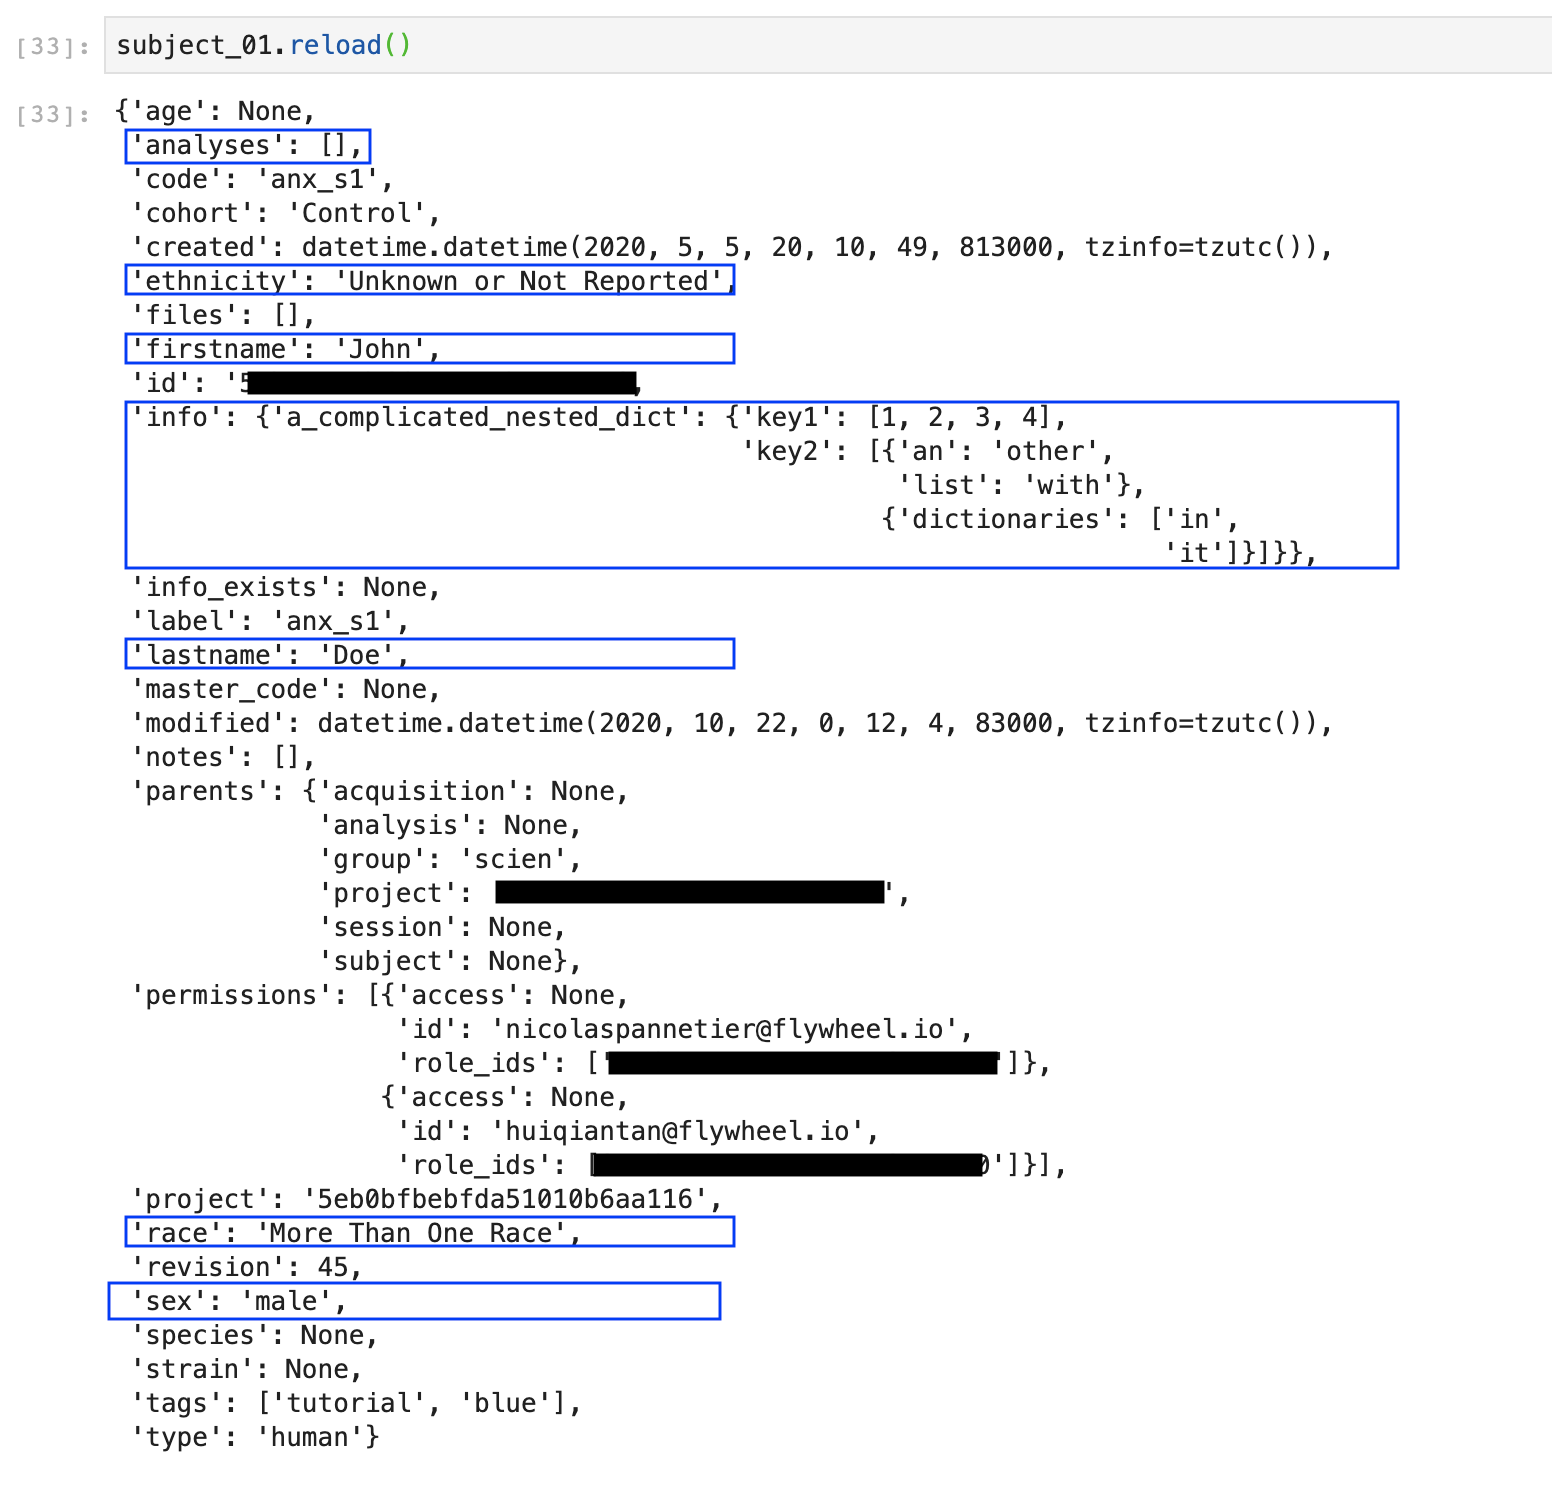 [33]: subject_01.reload()
[33]: {'age': None,
'analyses': [],
'code': 'anx_s1',
'cohort': 'Control',
'created': datetime.datetime(2020, 5, 5, 20, 10, 49, 813000, tzinfo=tzutc()),
'ethnicity': 'Unknown or Not Reported',
'files': [],
'firstname': 'John',
'id': '5 ,
'info': {'a_complicated_nested_dict': {'key1': [1, 2, 3, 4],
'key2': [{'an': 'other',
'list': 'with'},
{'dictionaries': ['in',
'it']}]}},
'info_exists': None,
'label': 'anx_s1',
'lastname': 'Doe',
'master_code': None,
'modified': datetime.datetime(2020, 10, 22, 0, 12, 4, 83000, tzinfo=tzutc()),
'notes': [],
'parents': {'acquisition': None,
'analysis': None,
'group': 'scien',
'project': ',
'session': None,
'subject': None},
'permissions': [{'access': None,
'id': 'nicolaspannetier@flywheel.io',
'role_ids': [' ']},
{'access': None,
'id': 'huiqiantan@flywheel.io',
'role_ids': [ 0']}],
'project': '5eb0bfbebfda51010b6aa116',
'race': 'More Than One Race',
'revision': 45,
'sex': 'male',
'species': None,
'strain': None,
'tags': ['tutorial', 'blue'],
'type': 'human'}